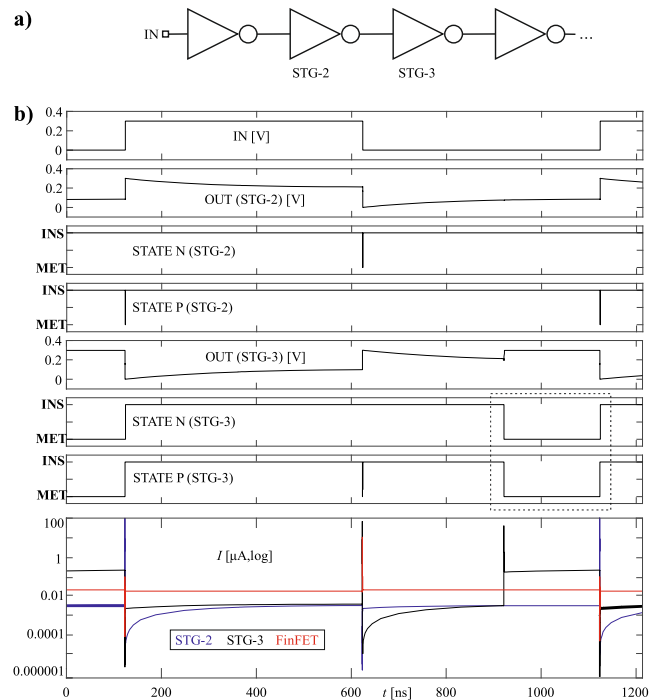 a)
IN
...
STG-2 STG-3
b)
0.4
0.2
0
IN [V]
0.4
0.2
0
OUT (STG-2) [V]
INS
MET
STATE N (STG-2)
INS
MET
STATE P (STG-2)
0.4
0.2
0
OUT (STG-3) [V]
INS
MET
STATE N (STG-3)
INS
MET
STATE P (STG-3)
100
1
0.01
0.0001
0.000001
I [μA,log]
STG-2 STG-3 FinFET
0 200 400 600 800 1000 1200
t [ns]